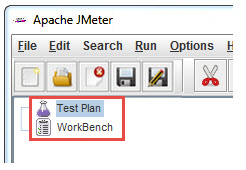 Apache JMeter
File Edit Search Run Options H
Test Plan
WorkBench